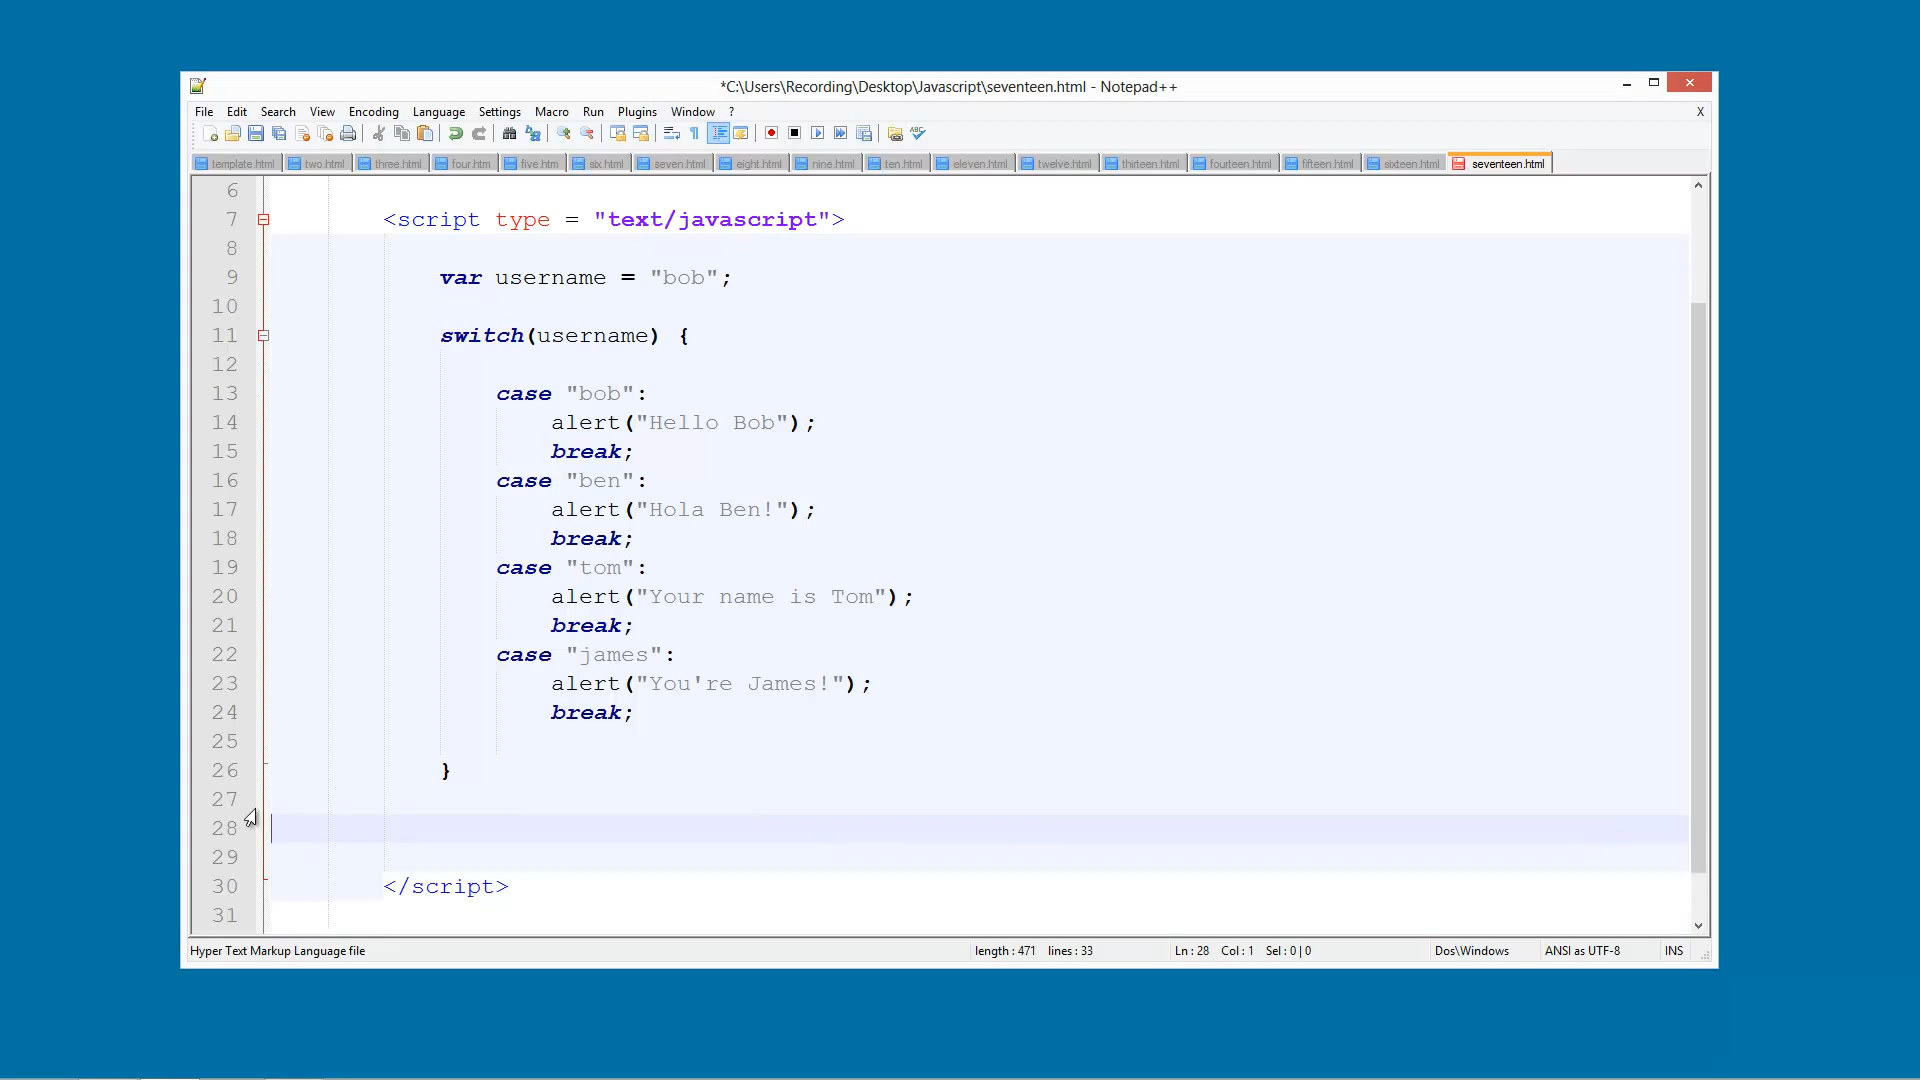 *C:\Users\Recording\Desktop\Javascript\seventeen.html - Notepad++
File Edit Search View Encoding Language Settings Macro Run Plugins Window ? X
template.html two.html three.html four.htm five.htm six.html seven.html eight.html nine.html ten.html eleven.html twelve.html thirteen.html fourteen.html fifteen.html sixteen.html seventeen.html
6
7 <script type = "text/javascript">
8
9 var username = "bob";
10
11 switch(username) {
12
13 case "bob":
14 alert("Hello Bob");
15 break;
16 case "ben":
17 alert("Hola Ben!");
18 break;
19 case "tom":
20 alert("Your name is Tom");
21 break;
22 case "james":
23 alert("You're James!");
24 break;
25
26 }
27
28
29
30 </script>
31
Hyper Text Markup Language file length : 471 lines : 33 Ln : 28 Col : 1 Sel : 0 | 0 Dos\Windows ANSI as UTF-8 INS